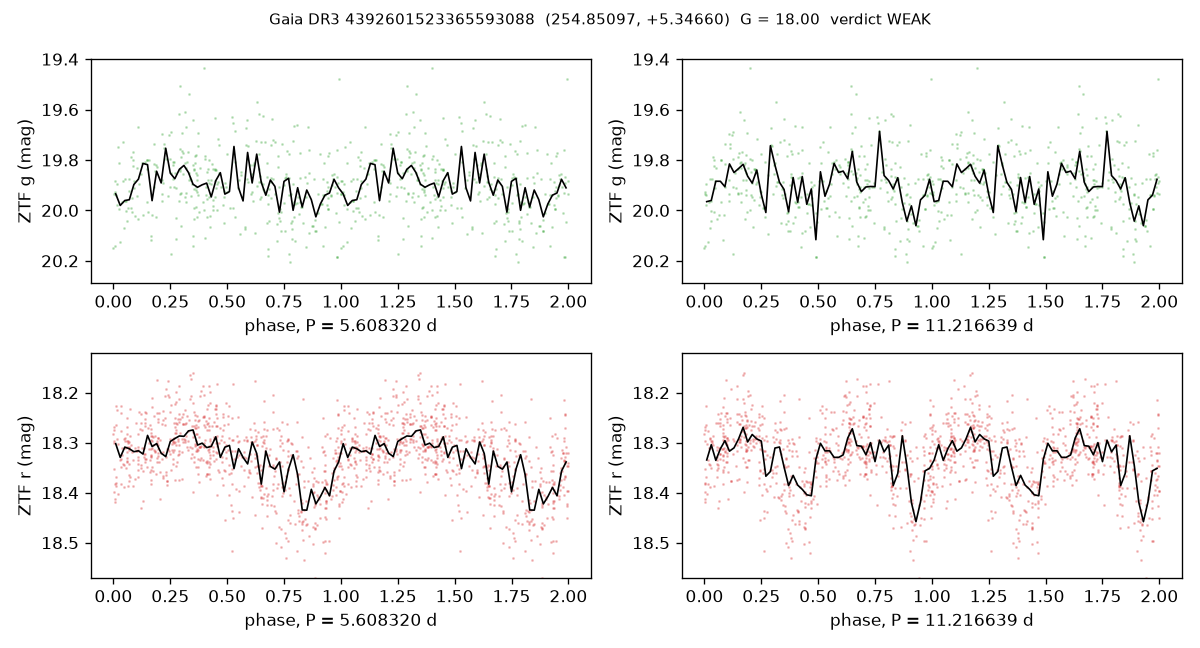 Gaia DR3 4392601523365593088 (254.85097, +5.34660) G = 18.00 verdict WEAK
ZTF g (mag)
19.4
19.6
19.8
20.0
20.2
0.00 0.25 0.50 0.75 1.00 1.25 1.50 1.75 2.00
phase, P = 5.608320 d
ZTF g (mag)
19.4
19.6
19.8
20.0
20.2
0.00 0.25 0.50 0.75 1.00 1.25 1.50 1.75 2.00
phase, P = 11.216639 d
ZTF r (mag)
18.2
18.3
18.4
18.5
0.00 0.25 0.50 0.75 1.00 1.25 1.50 1.75 2.00
phase, P = 5.608320 d
ZTF r (mag)
18.2
18.3
18.4
18.5
0.00 0.25 0.50 0.75 1.00 1.25 1.50 1.75 2.00
phase, P = 11.216639 d